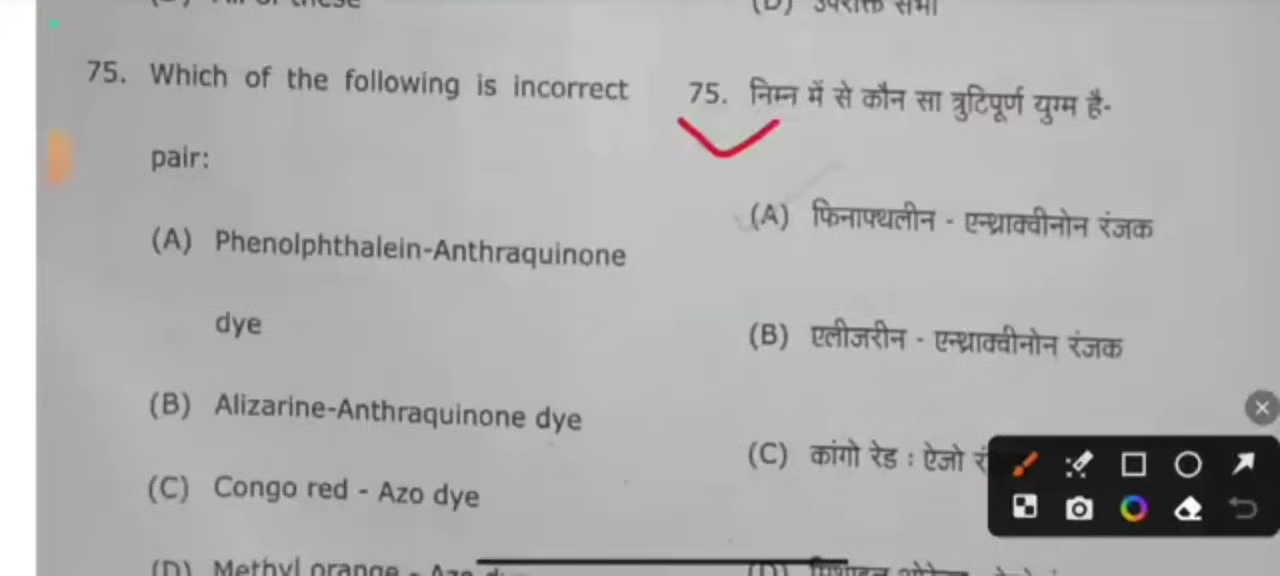 75. Which of the following is incorrect
pair:
(A) Phenolphthalein-Anthraquinone
dye
(B) Alizarine-Anthraquinone dye
(C) Congo red - Azo dye
(D) Methyl orange - Azo
75. निम्न में से कौन सा त्रुटिपूर्ण युग्म है-
(A) फिनाफ्थलीन - एन्थ्राक्वीनोन रंजक
(B) एलीजरीन - एन्थ्राक्वीनोन रंजक
(C) कांगो रेड : ऐजो
(D)